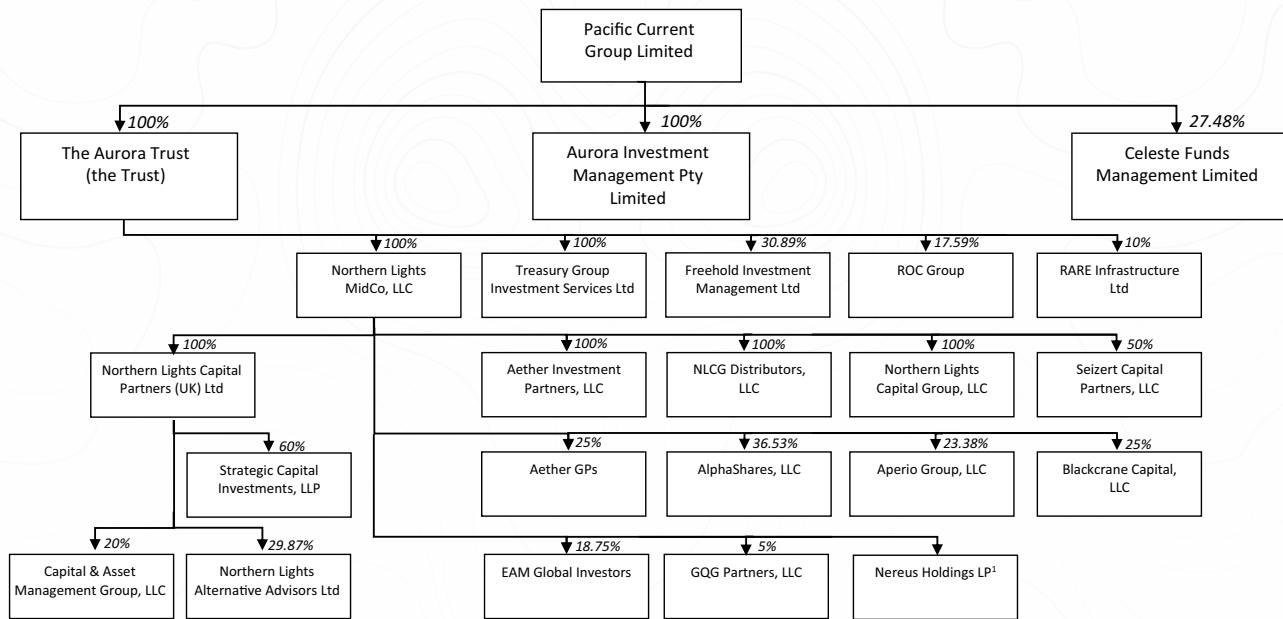 Pacific Current
Group Limited
100%
100%
27.48%
The Aurora Trust
(the Trust)
Aurora Investment
Management Pty
Limited
Celeste Funds
Management Limited
100%
100%
30.89%
17.59%
10%
Northern Lights
MidCo, LLC
Treasury Group
Investment Services Ltd
Freehold Investment
Management Ltd
ROC Group
RARE Infrastructure
Ltd
100%
100%
100%
100%
50%
Northern Lights Capital
Partners (UK) Ltd
Aether Investment
Partners, LLC
NLCG Distributors,
LLC
Northern Lights
Capital Group, LLC
Seizert Capital
Partners, LLC
60%
25%
36.53%
23.38%
25%
Strategic Capital
Investments, LLP
Aether GPs
AlphaShares, LLC
Aperio Group, LLC
Blackcrane Capital,
LLC
20%
29.87%
18.75%
5%
Capital & Asset
Management Group, LLC
Northern Lights
Alternative Advisors Ltd
EAM Global Investors
GQG Partners, LLC
Nereus Holdings LP¹